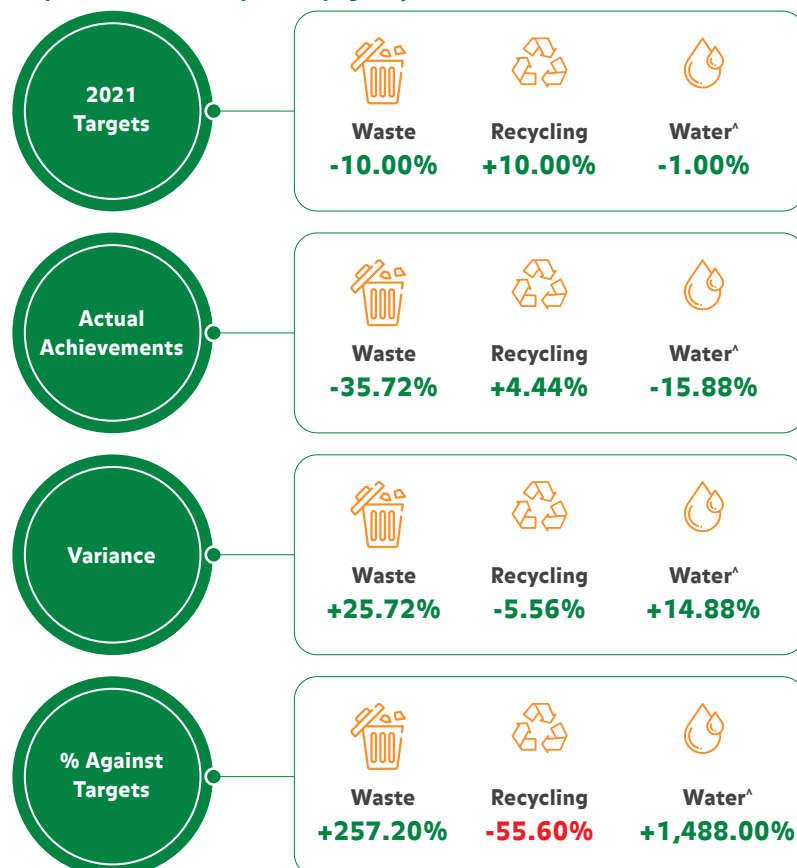 2021
Targets
Waste Recycling Water^
-10.00% +10.00% -1.00%
Actual
Achievements
Waste Recycling Water^
-35.72% +4.44% -15.88%
Variance
Waste Recycling Water^
+25.72% -5.56% +14.88%
% Against
Targets
Waste Recycling Water^
+257.20% -55.60% +1,488.00%